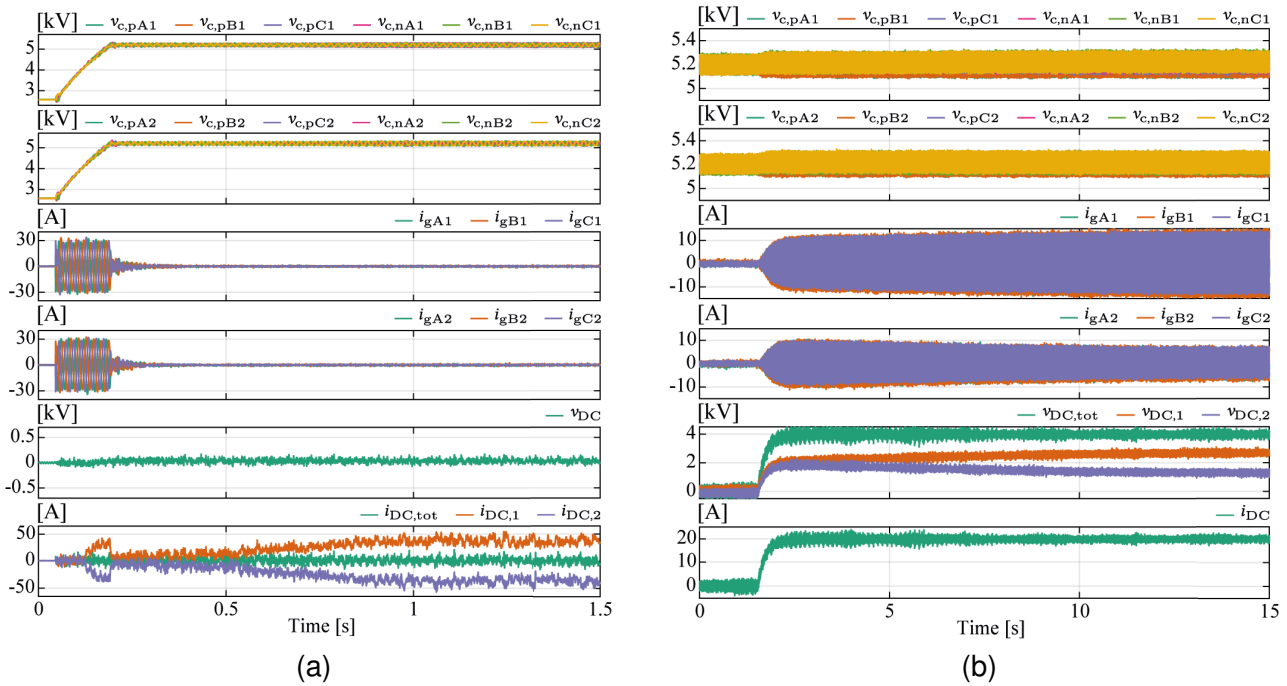 [kV] v_c,pA1 v_c,pB1 v_c,pC1 v_c,nA1 v_c,nB1 v_c,nC1
5
4
3
[kV] v_c,pA2 v_c,pB2 v_c,pC2 v_c,nA2 v_c,nB2 v_c,nC2
5
4
3
[A] i_gA1 i_gB1 i_gC1
30
0
-30
[A] i_gA2 i_gB2 i_gC2
30
0
-30
[kV] v_DC
0.5
0
-0.5
[A] i_DC,tot i_DC,1 i_DC,2
50
0
-50
0 0.5 1 1.5
Time [s]
(a)
[kV] v_c,pA1 v_c,pB1 v_c,pC1 v_c,nA1 v_c,nB1 v_c,nC1
5.4
5.2
5
[kV] v_c,pA2 v_c,pB2 v_c,pC2 v_c,nA2 v_c,nB2 v_c,nC2
5.4
5.2
5
[A] i_gA1 i_gB1 i_gC1
10
0
-10
[A] i_gA2 i_gB2 i_gC2
10
0
-10
[kV] v_DC,tot v_DC,1 v_DC,2
4
2
0
[A] i_DC
20
10
0
0 5 10 15
Time [s]
(b)